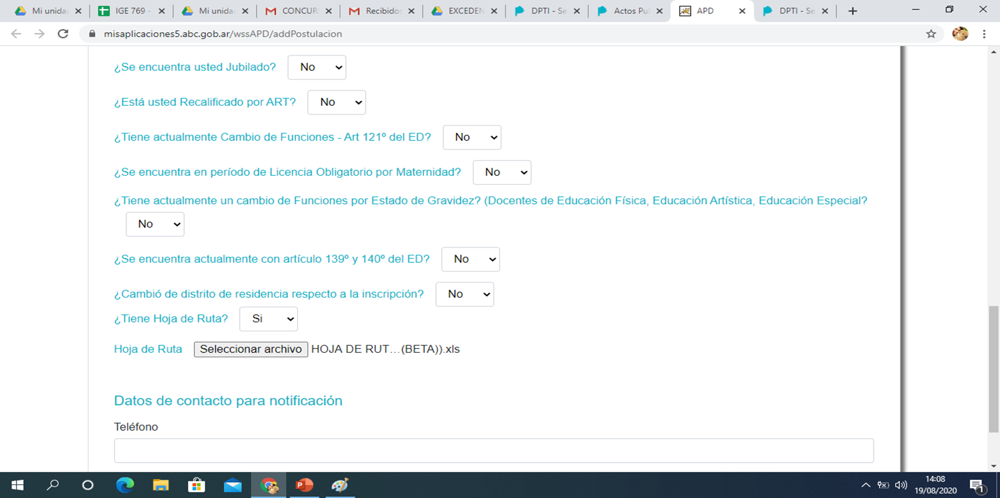 Mi unida
IGE 769 -
Mi unida
CONCUR
Recibidos
EXCEDEN
DPTI - Se
Actos Pul
APD
DPTI - Se
misaplicaciones5.abc.gob.ar/wssAPD/addPostulacion
¿Se encuentra usted Jubilado? No
¿Está usted Recalificado por ART? No
¿Tiene actualmente Cambio de Funciones - Art 121º del ED? No
¿Se encuentra en período de Licencia Obligatorio por Maternidad? No
¿Tiene actualmente un cambio de Funciones por Estado de Gravidez? (Docentes de Educación Física, Educación Artística, Educación Especial?
No
¿Se encuentra actualmente con artículo 139º y 140º del ED? No
¿Cambió de distrito de residencia respecto a la inscripción? No
¿Tiene Hoja de Ruta? Si
Hoja de Ruta Seleccionar archivo HOJA DE RUT...(BETA)).xls
Datos de contacto para notificación
Teléfono
14:08
19/08/2020
1